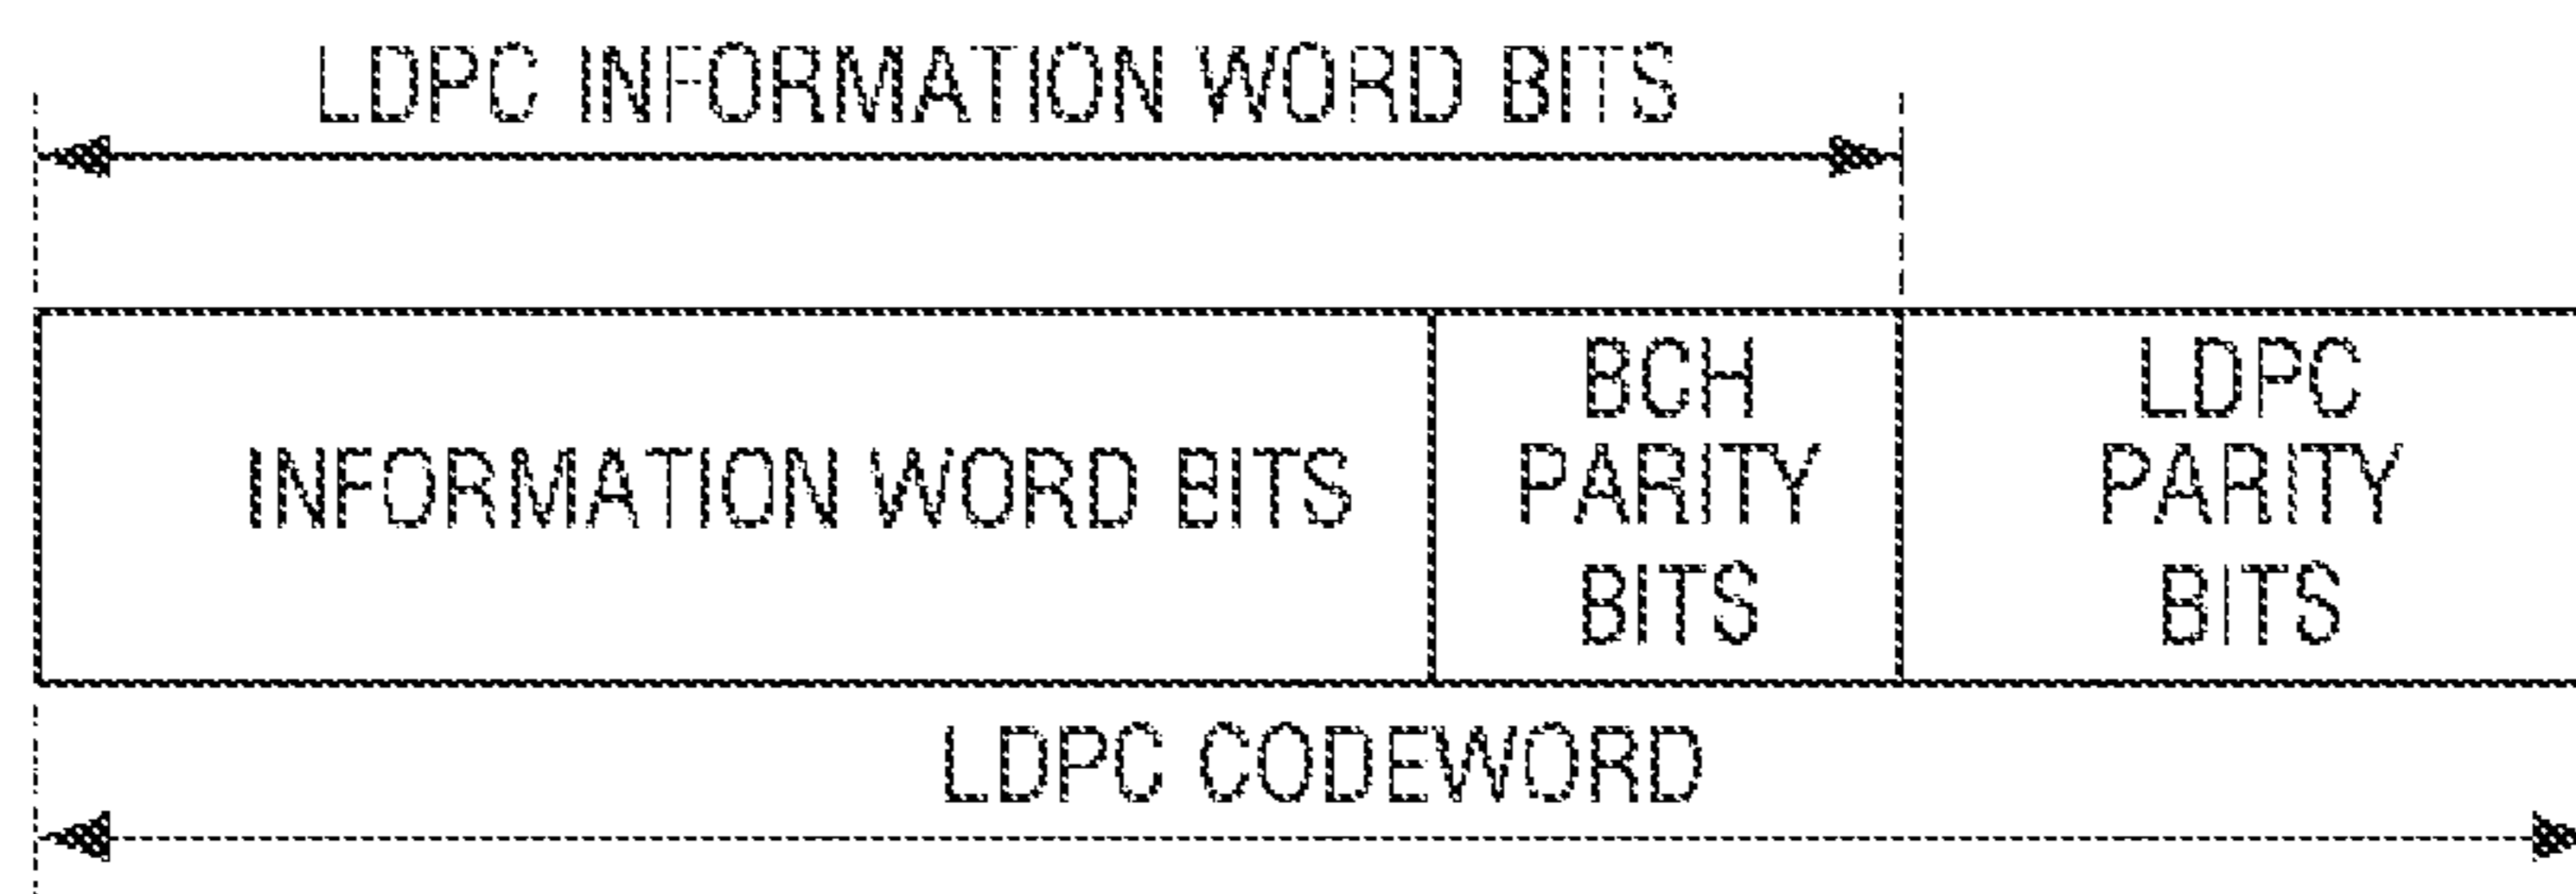 LDPC INFORMATION WORD BITS
INFORMATION WORD BITS
BCH
PARITY
BITS
LDPC
PARITY
BITS
LDPC CODEWORD